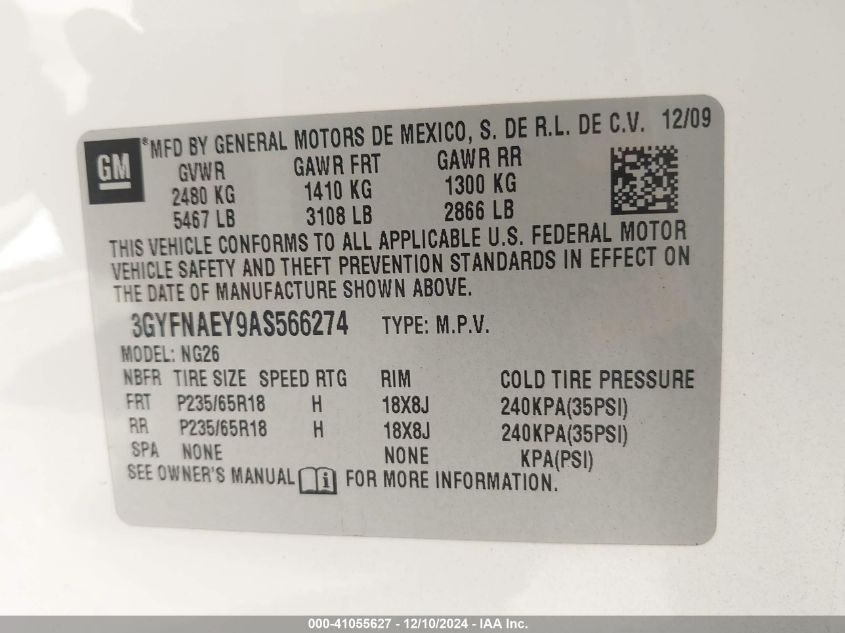 GM *MFD BY GENERAL MOTORS DE MEXICO, S. DE R.L. DE C.V. 12/09
GVWR GAWR FRT GAWR RR
2480 KG 1410 KG 1300 KG
5467 LB 3108 LB 2866 LB
THIS VEHICLE CONFORMS TO ALL APPLICABLE U.S. FEDERAL MOTOR
VEHICLE SAFETY AND THEFT PREVENTION STANDARDS IN EFFECT ON
THE DATE OF MANUFACTURE SHOWN ABOVE.
3GYFNAEY9AS566274 TYPE: M.P.V.
MODEL: NG26
NBFR TIRE SIZE SPEED RTG RIM COLD TIRE PRESSURE
FRT P235/65R18 H 18X8J 240KPA(35PSI)
RR P235/65R18 H 18X8J 240KPA(35PSI)
SPA NONE NONE KPA(PSI)
SEE OWNER'S MANUAL i FOR MORE INFORMATION.
000-41055627 - 12/10/2024 - IAA Inc.